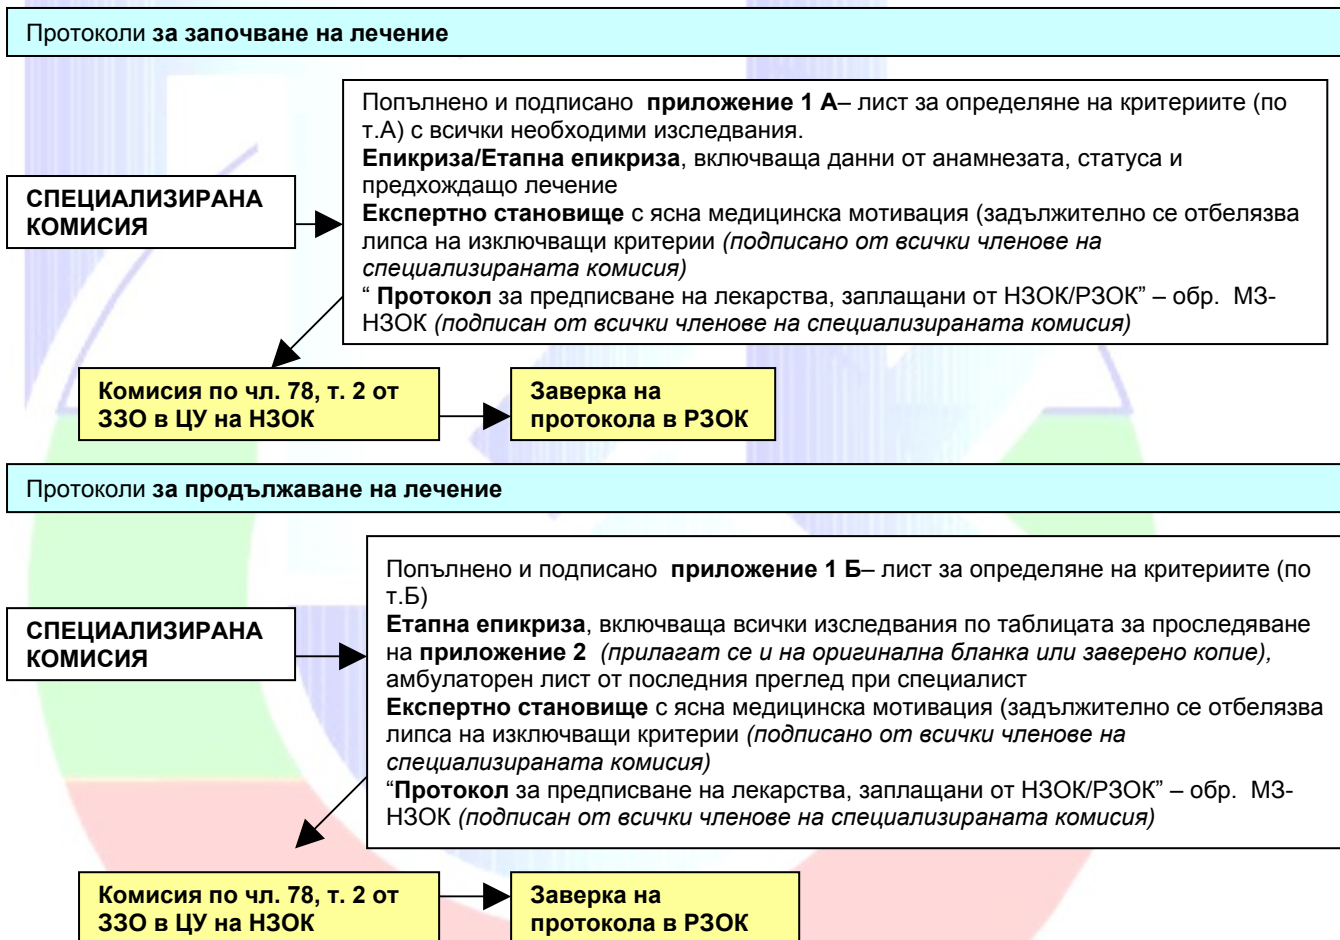 Протоколи за започване на лечение
Попълнено и подписано приложение 1 А– лист за определяне на критериите (по
т.А) с всички необходими изследвания.
Епикриза/Етапна епикриза, включваща данни от анамнезата, статуса и
предхождащо лечение
Експертно становище с ясна медицинска мотивация (задължително се отбелязва
липса на изключващи критерии (подписано от всички членове на
специализираната комисия)
“ Протокол за предписване на лекарства, заплащани от НЗОК/РЗОК” – обр. МЗ-
НЗОК (подписан от всички членове на специализираната комисия)
СПЕЦИАЛИЗИРАНА
КОМИСИЯ
Комисия по чл. 78, т. 2 от
ЗЗО в ЦУ на НЗОК
Заверка на
протокола в РЗОК
Протоколи за продължаване на лечение
Попълнено и подписано приложение 1 Б– лист за определяне на критериите (по
т.Б)
Етапна епикриза, включваща всички изследвания по таблицата за проследяване
на приложение 2 (прилагат се и на оригинална бланка или заверено копие),
амбулаторен лист от последния преглед при специалист
Експертно становище с ясна медицинска мотивация (задължително се отбелязва
липса на изключващи критерии (подписано от всички членове на
специализираната комисия)
“Протокол за предписване на лекарства, заплащани от НЗОК/РЗОК” – обр. МЗ-
НЗОК (подписан от всички членове на специализираната комисия)
СПЕЦИАЛИЗИРАНА
КОМИСИЯ
Комисия по чл. 78, т. 2 от
ЗЗО в ЦУ на НЗОК
Заверка на
протокола в РЗОК